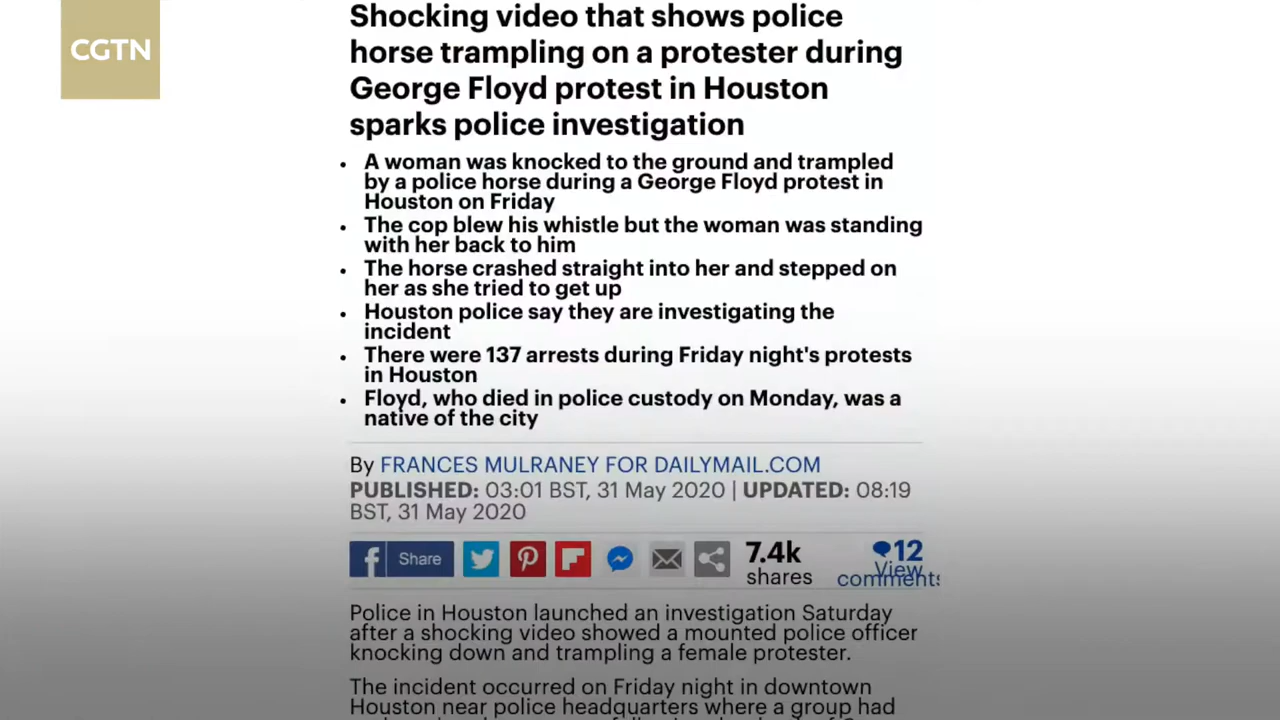 CGTN
Shocking video that shows police
horse trampling on a protester during
George Floyd protest in Houston
sparks police investigation
• A woman was knocked to the ground and trampled
by a police horse during a George Floyd protest in
Houston on Friday
• The cop blew his whistle but the woman was standing
with her back to him
• The horse crashed straight into her and stepped on
her as she tried to get up
• Houston police say they are investigating the
incident
• There were 137 arrests during Friday night's protests
in Houston
• Floyd, who died in police custody on Monday, was a
native of the city
By FRANCES MULRANEY FOR DAILYMAIL.COM
PUBLISHED: 03:01 BST, 31 May 2020 | UPDATED: 08:19
BST, 31 May 2020
Share
7.4k
shares
12
View
comments
Police in Houston launched an investigation Saturday
after a shocking video showed a mounted police officer
knocking down and trampling a female protester.
The incident occurred on Friday night in downtown
Houston near police headquarters where a group had